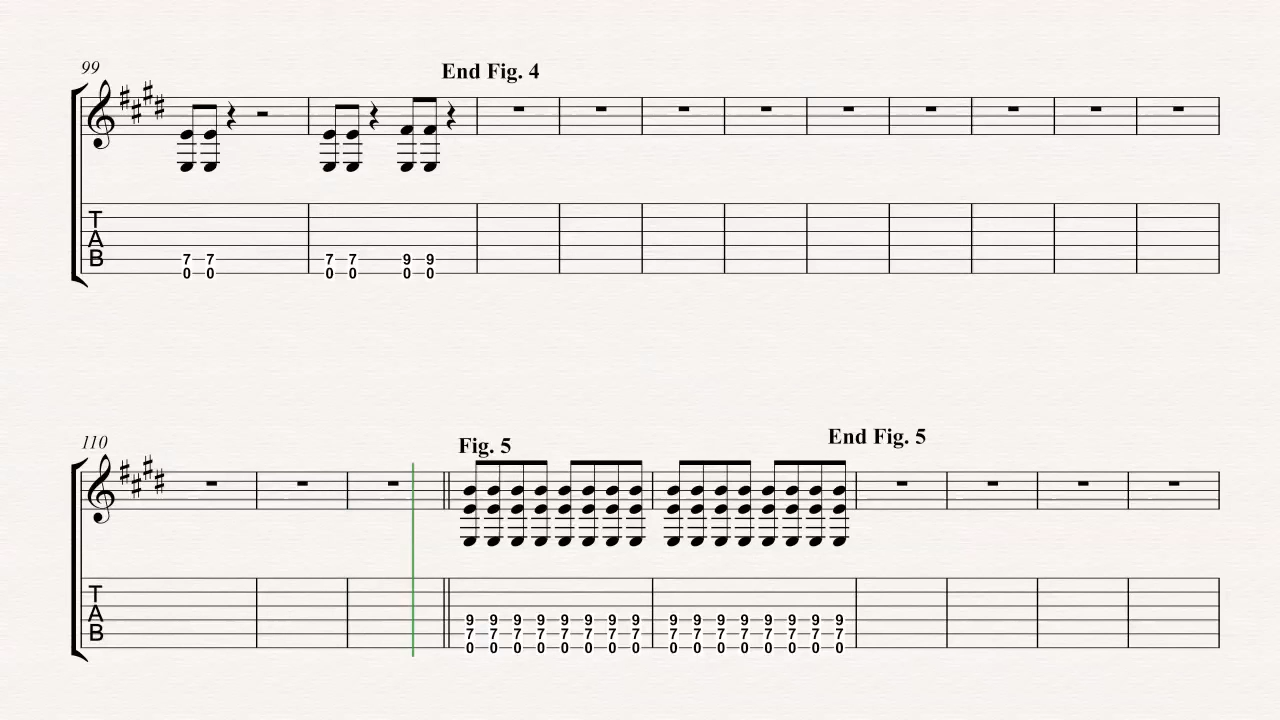 99
End Fig. 4
T
A
B
7 7 7 7 9 9
0 0 0 0 0 0
110
Fig. 5
End Fig. 5
T
A
B
9 9 9 9 9 9 9 9 9 9 9 9 9 9 9 9
7 7 7 7 7 7 7 7 7 7 7 7 7 7 7 7
0 0 0 0 0 0 0 0 0 0 0 0 0 0 0 0